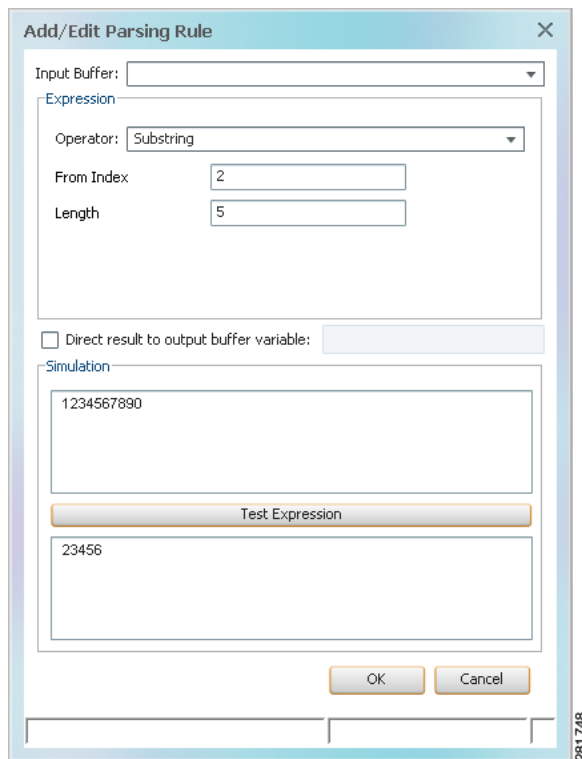 Add/Edit Parsing Rule
Input Buffer:
Expression
Operator: Substring
From Index 2
Length 5
Direct result to output buffer variable:
Simulation
1234567890
Test Expression
23456
OK Cancel
281748